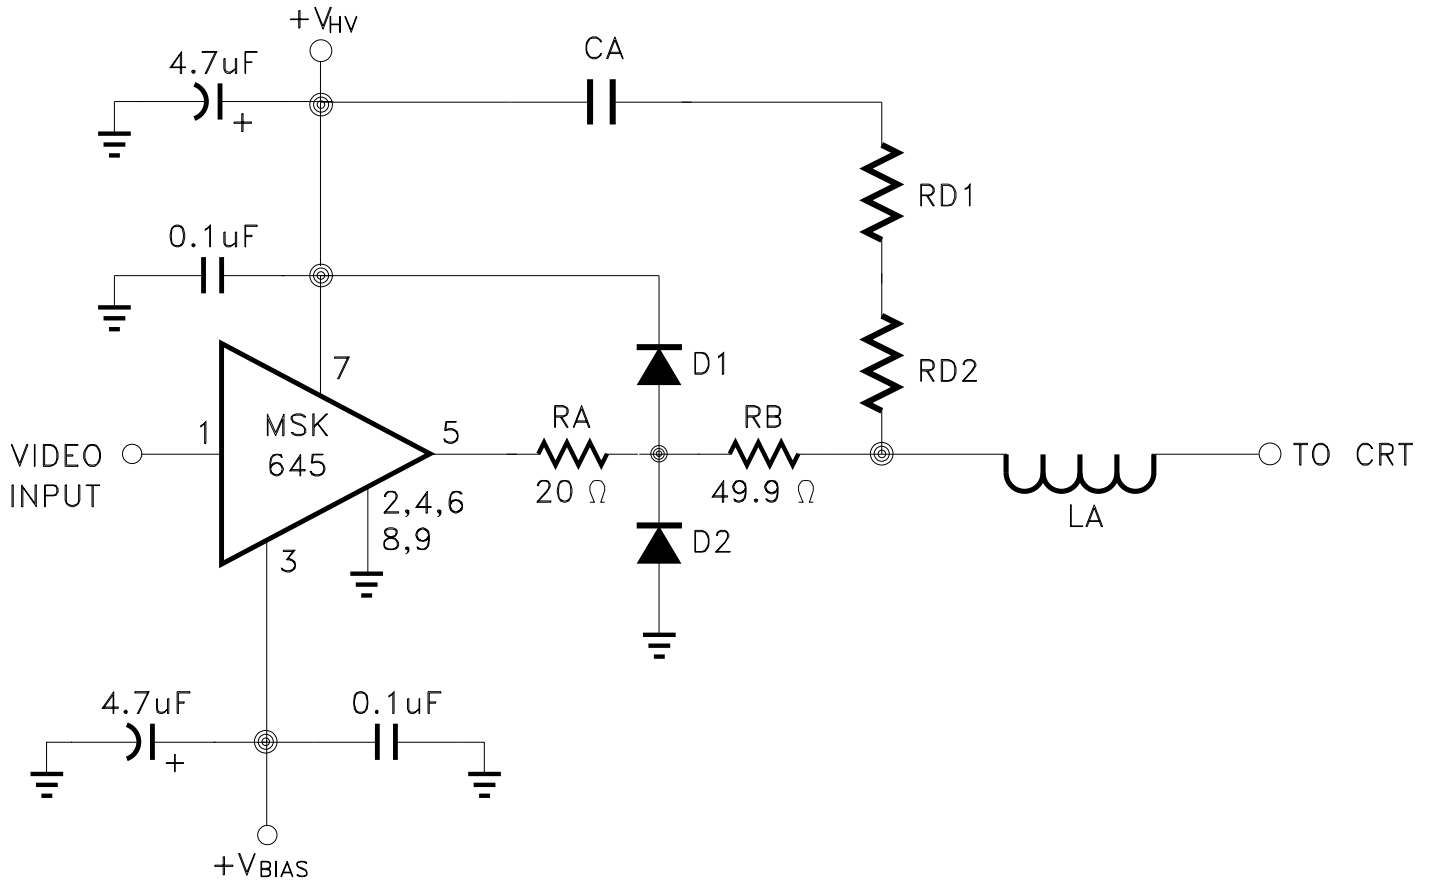 +VHV
4.7uF
+
CA
RD1
0.1uF
7
D1
RD2
MSK
645
1
5
RA
RB
VIDEO
INPUT
20 Ω
49.9 Ω
TO CRT
2,4,6
8,9
LA
3
D2
4.7uF
+
0.1uF
+VBIAS